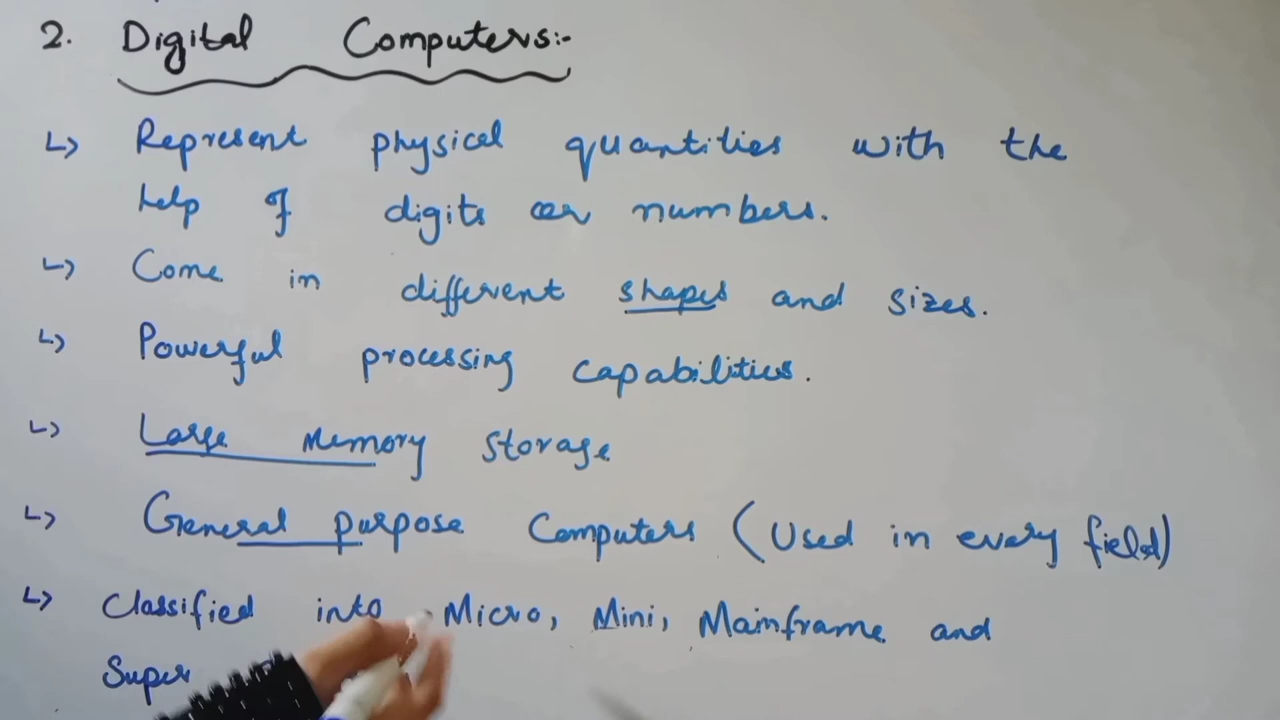 2. Digital Computers:-
↳ Represent physical quantities with the
help of digits or numbers.
↳ Come in different shapes and sizes.
↳ Powerful processing capabilities.
↳ Large Memory Storage
↳ General purpose Computers (Used in every field)
↳ Classified into Micro, Mini, Mainframe and
Super